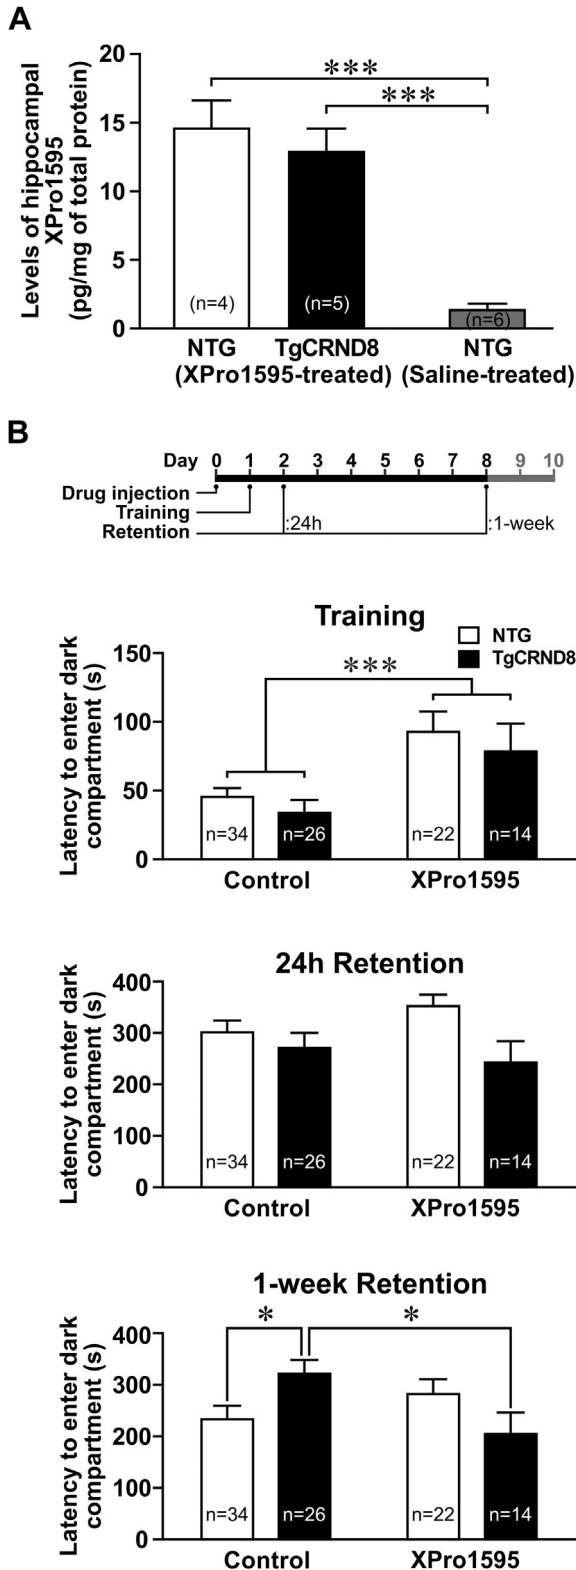 A
Levels of hippocampal
XPro1595
(pg/mg of total protein)
20
15
10
5
0
***
***
(n=4)
(n=5)
(n=6)
NTG
TgCRND8
NTG
(XPro1595-treated)
(Saline-treated)
B
Day 0 1 2 3 4 5 6 7 8 9 10
Drug injection
Training
Retention
:24h
:1-week
Training
NTG
TgCRND8
Latency to enter dark
compartment (s)
150
100
50
0
***
n=34
n=26
n=22
n=14
Control
XPro1595
24h Retention
Latency to enter dark
compartment (s)
400
300
200
100
0
n=34
n=26
n=22
n=14
Control
XPro1595
1-week Retention
Latency to enter dark
compartment (s)
400
300
200
100
0
*
*
n=34
n=26
n=22
n=14
Control
XPro1595